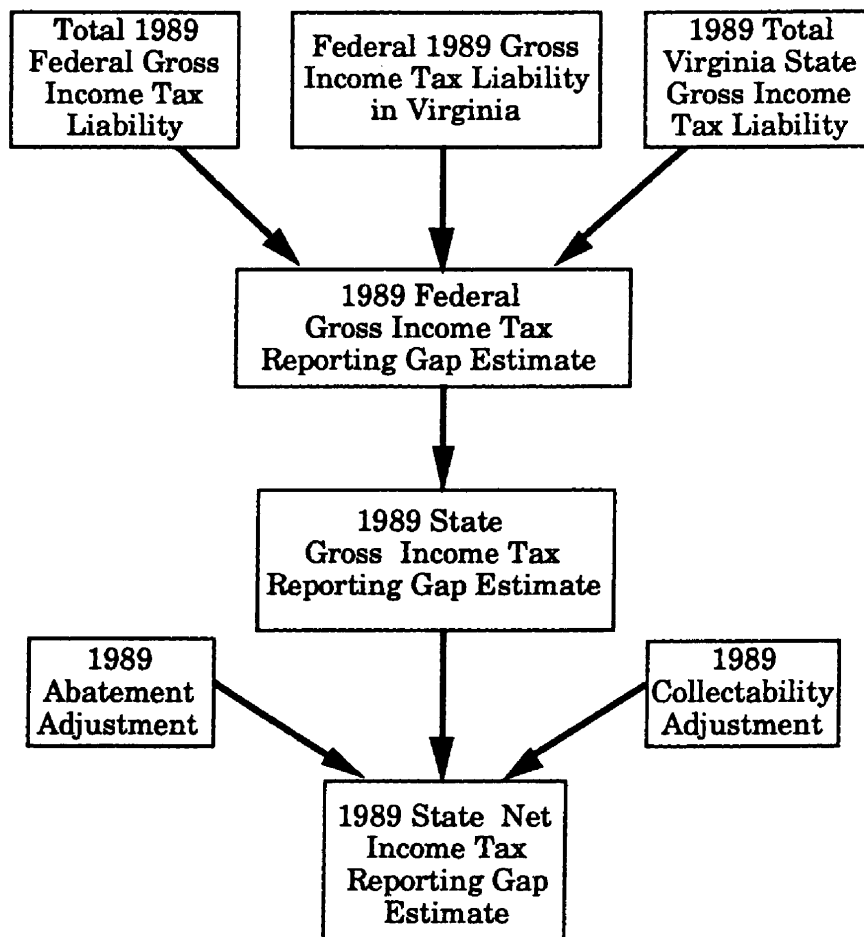 Total 1989
Federal Gross
Income Tax
Liability
Federal 1989 Gross
Income Tax Liability
in Virginia
1989 Total
Virginia State
Gross Income
Tax Liability
1989 Federal
Gross Income Tax
Reporting Gap Estimate
1989 State
Gross Income Tax
Reporting Gap Estimate
1989
Abatement
Adjustment
1989
Collectability
Adjustment
1989 State Net
Income Tax
Reporting Gap
Estimate